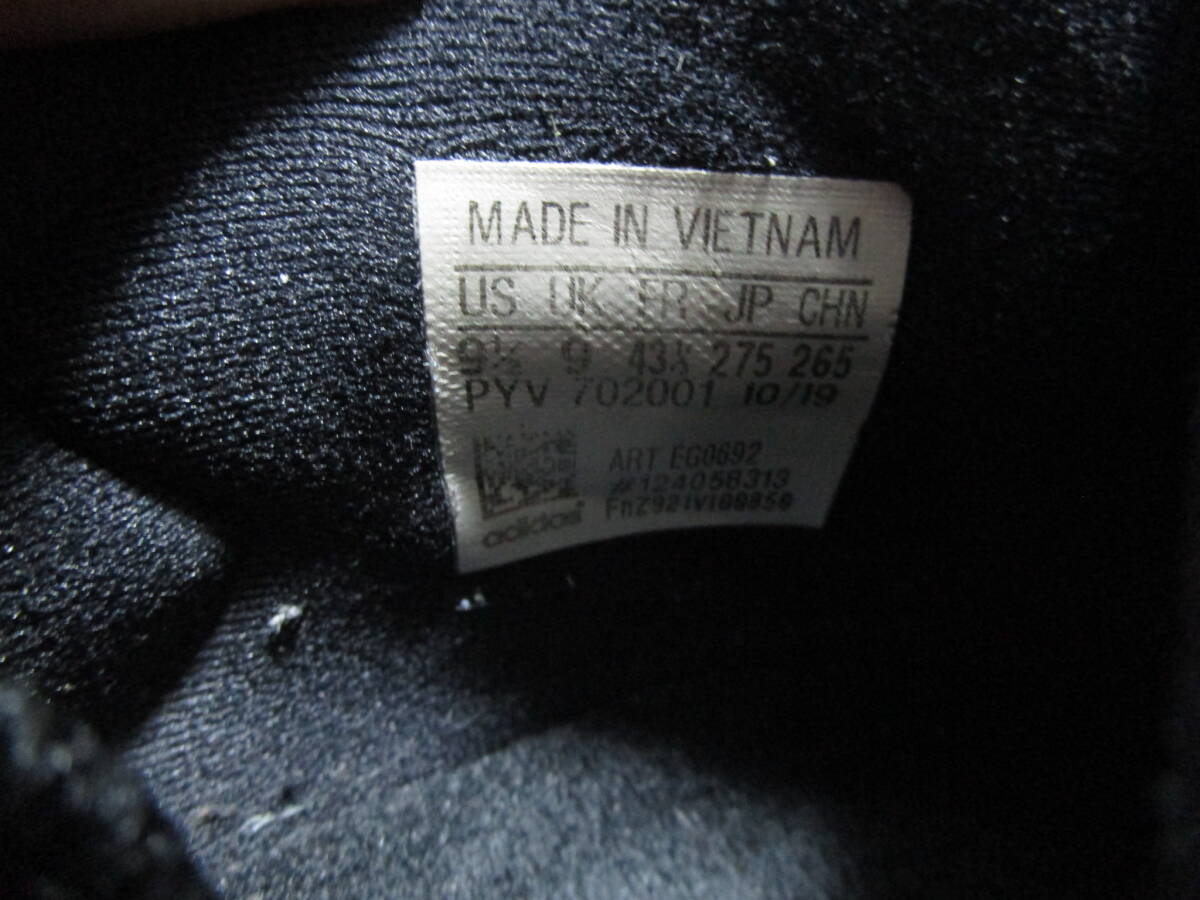 MADE IN VIETNAM
US UK FR JP CHN
9½ 9 43⅓ 275 265
PYV 702001 10/19
ART EG0692
#124056313
adidas